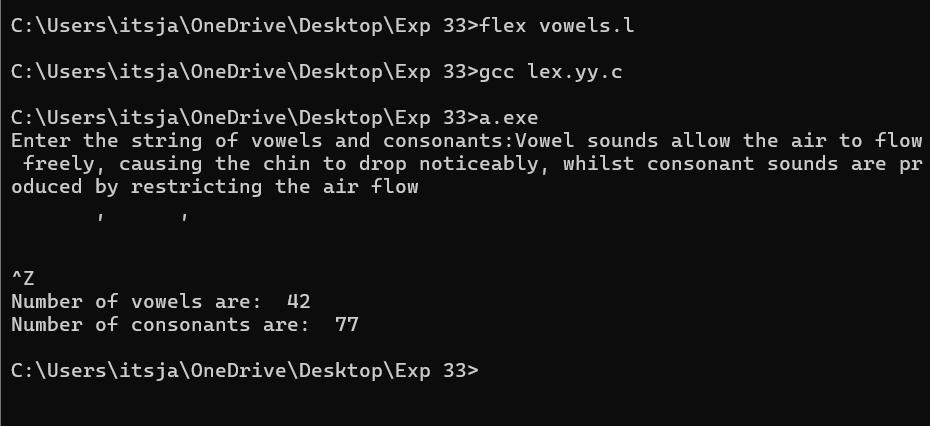 C:\Users\itsja\OneDrive\Desktop\Exp 33>flex vowels.l
C:\Users\itsja\OneDrive\Desktop\Exp 33>gcc lex.yy.c
C:\Users\itsja\OneDrive\Desktop\Exp 33>a.exe
Enter the string of vowels and consonants:Vowel sounds allow the air to flow
 freely, causing the chin to drop noticeably, whilst consonant sounds are pr
oduced by restricting the air flow
       ,      ,
^Z
Number of vowels are:  42
Number of consonants are:  77
C:\Users\itsja\OneDrive\Desktop\Exp 33>